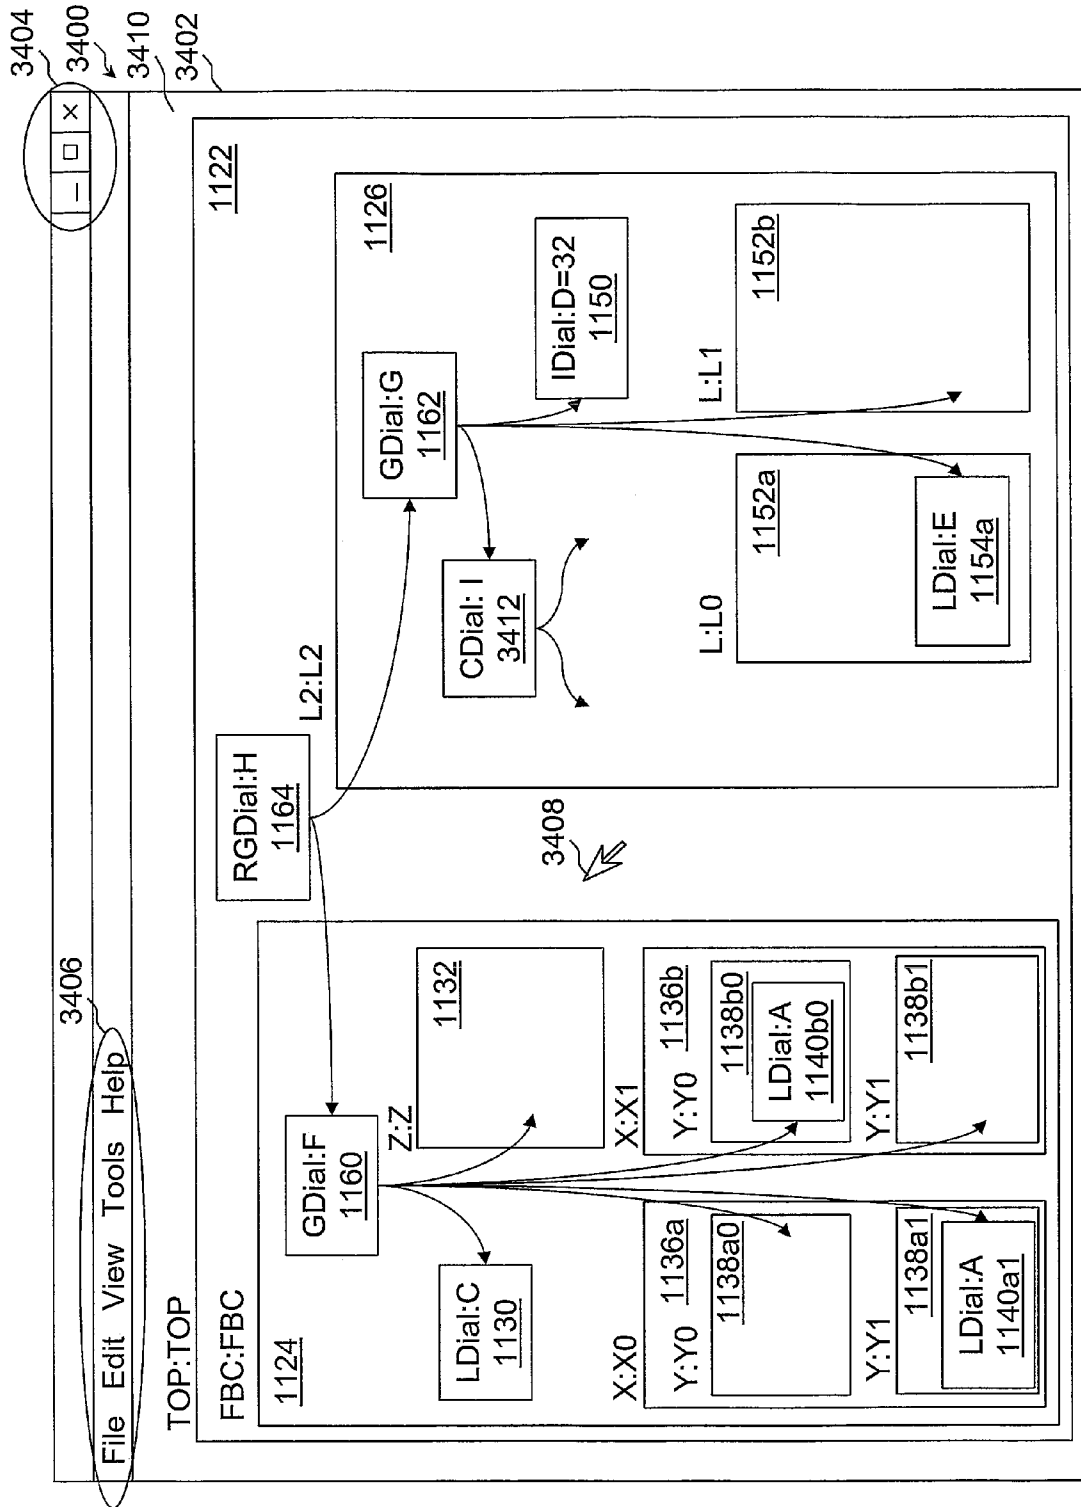 3404
3400
3410
3402
3406
File Edit View Tools Help
TOP:TOP
1122
FBC:FBC
RGDial:H
1164
L2:L2
1124
1126
GDial:F
1160
GDial:G
1162
Z:Z
1132
LDial:C
1130
CDial: I
3412
IDial:D=32
1150
3408
X:X0
1136a
Y:Y0
1138a0
Y:Y1
1138a1
LDial:A
1140a1
X:X1
1136b
Y:Y0
1138b0
LDial:A
1140b0
Y:Y1
1138b1
L:L0
1152a
LDial:E
1154a
L:L1
1152b